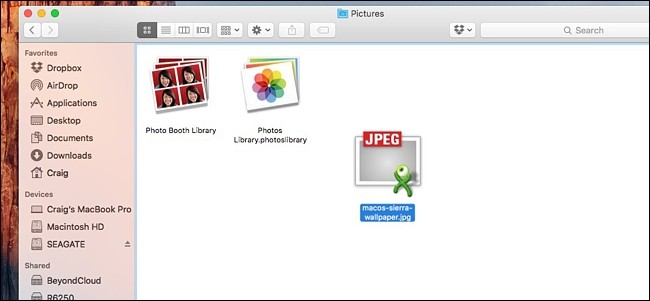 Pictures
Search
Favorites
Dropbox
AirDrop
Applications
Desktop
Documents
Downloads
Craig
Devices
Craig's MacBook Pro
Macintosh HD
SEAGATE
Shared
BeyondCloud
R6250
Photo Booth Library
Photos
Library.photoslibrary
JPEG
macos-sierra-
wallpaper.jpg